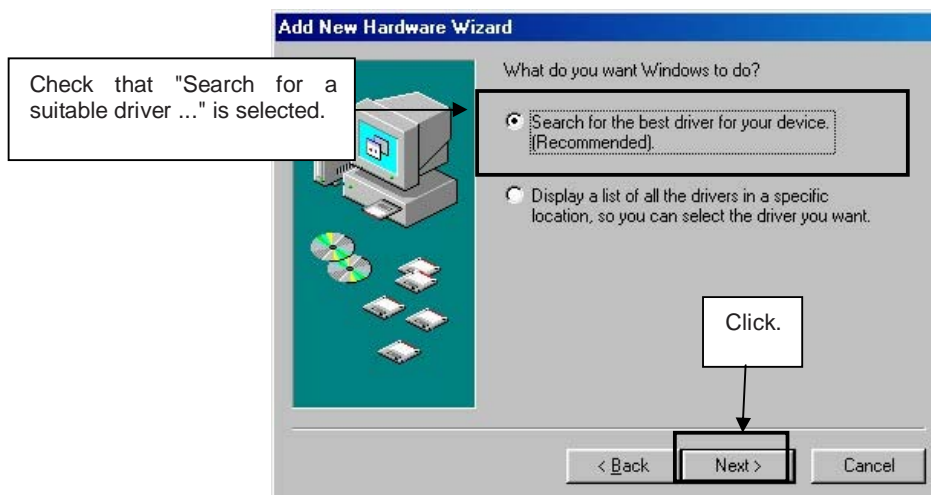 Add New Hardware Wizard
Check that "Search for a
suitable driver ..." is selected.
What do you want Windows to do?
Search for the best driver for your device.
(Recommended).
Display a list of all the drivers in a specific
location, so you can select the driver you want.
Click.
< Back
Next >
Cancel